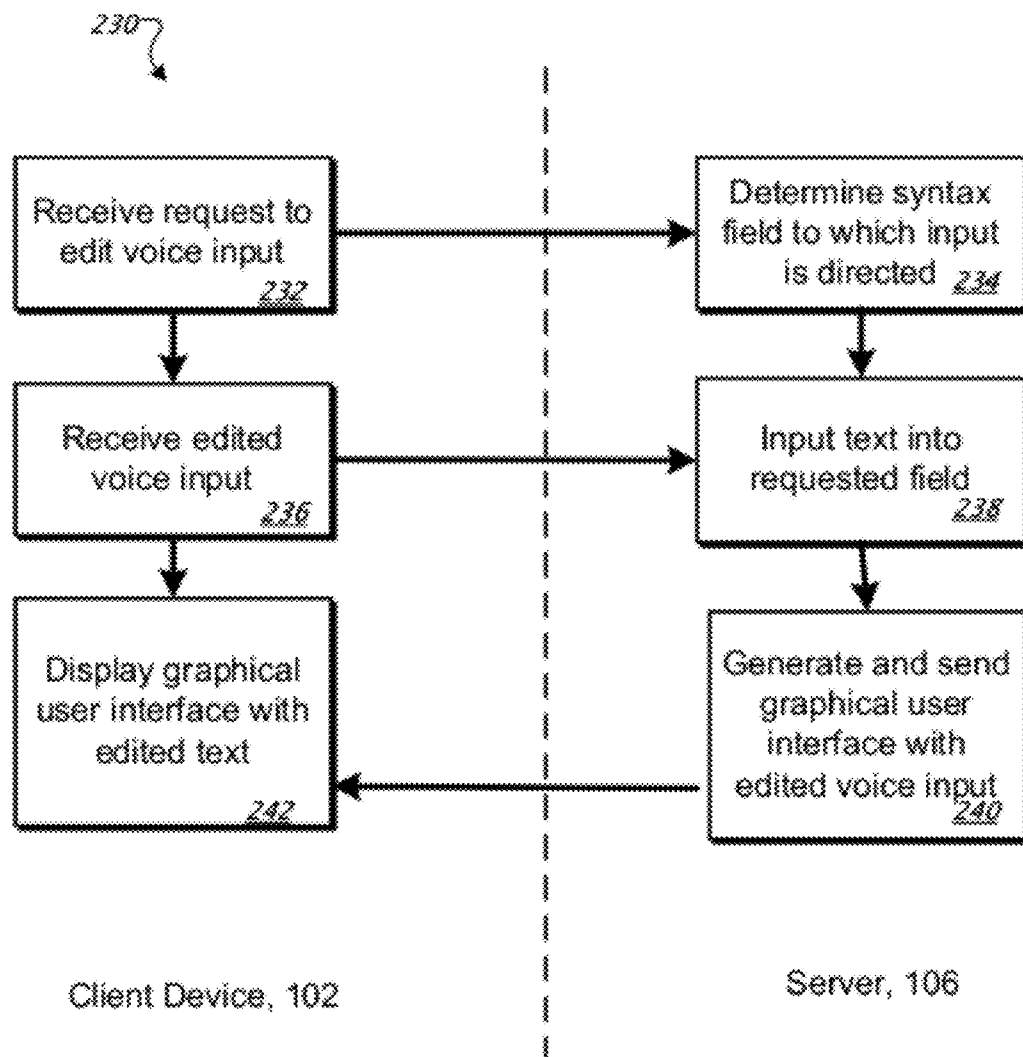 230
Receive request to
edit voice input
232
Determine syntax
field to which input
is directed 234
Receive edited
voice input
236
Input text into
requested field
238
Display graphical
user interface with
edited text
242
Generate and send
graphical user
interface with
edited voice input
240
Client Device, 102
Server, 106